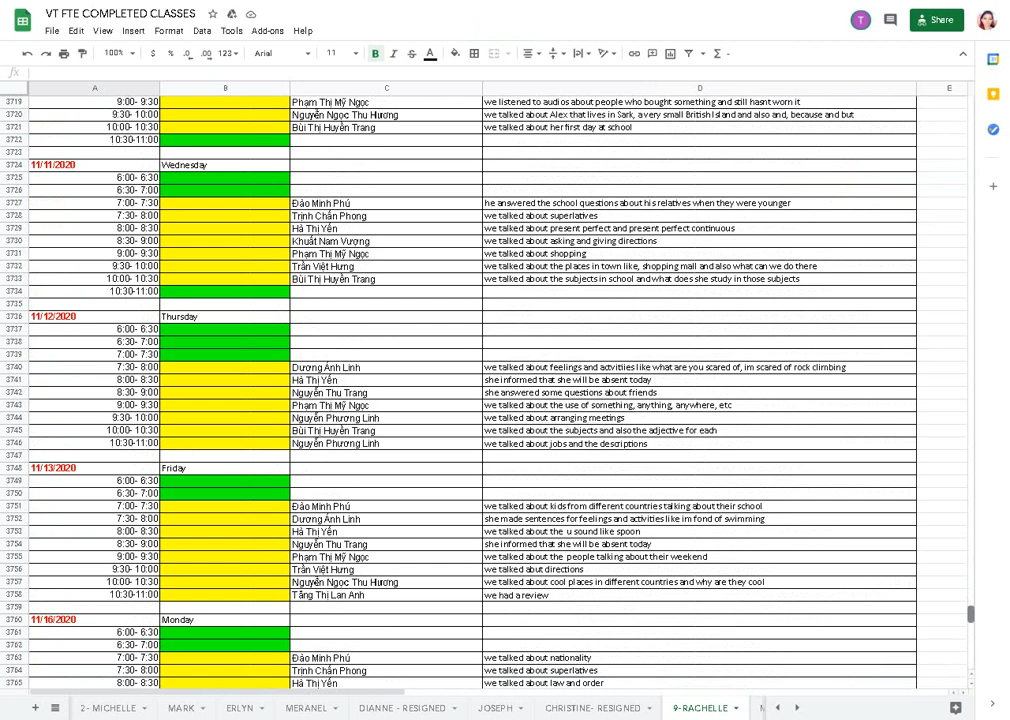 VT FTE COMPLETED CLASSES
File Edit View Insert Format Data Tools Add-ons Help
T Share
100% $ % .0 .00 123 Arial 11 B I S A
fx
A B C D E
3719 9:00- 9:30 Phạm Thị Mỹ Ngọc we listened to audios about people who bought something and still hasnt worn it
3720 9:30- 10:00 Nguyễn Ngọc Thu Hương we talked about Alex that lives in Sark, a very small British Island and also and, because and but
3721 10:00- 10:30 Bùi Thị Huyền Trang we talked about her first day at school
3722 10:30-11:00
3723
3724 11/11/2020 Wednesday
3725 6:00- 6:30
3726 6:30- 7:00
3727 7:00- 7:30 Đào Minh Phú he answered the school questions about his relatives when they were younger
3728 7:30- 8:00 Trịnh Chấn Phong we talked about superlatives
3729 8:00- 8:30 Hà Thị Yến we talked about present perfect and present perfect continuous
3730 8:30- 9:00 Khuất Nam Vượng we talked about asking and giving directions
3731 9:00- 9:30 Phạm Thị Mỹ Ngọc we talked about shopping
3732 9:30- 10:00 Trần Việt Hưng we talked about the places in town like, shopping mall and also what can we do there
3733 10:00- 10:30 Bùi Thị Huyền Trang we talked about the subjects in school and what does she study in those subjects
3734 10:30-11:00
3735
3736 11/12/2020 Thursday
3737 6:00- 6:30
3738 6:30- 7:00
3739 7:00- 7:30
3740 7:30- 8:00 Dương Ánh Linh we talked about feelings and actvities like what are you scared of, im scared of rock climbing
3741 8:00- 8:30 Hà Thị Yến she informed that she will be absent today
3742 8:30- 9:00 Nguyễn Thu Trang she answered some questions about friends
3743 9:00- 9:30 Phạm Thị Mỹ Ngọc we talked about the use of something, anything, anywhere, etc
3744 9:30- 10:00 Nguyễn Phương Linh we talked about arranging meetings
3745 10:00- 10:30 Bùi Thị Huyền Trang we talked about the subjects and also the adjective for each
3746 10:30-11:00 Nguyễn Phương Linh we talked about jobs and the descriptions
3747
3748 11/13/2020 Friday
3749 6:00- 6:30
3750 6:30- 7:00
3751 7:00- 7:30 Đào Minh Phú we talked about kids from different countries talking about their school
3752 7:30- 8:00 Dương Ánh Linh she made sentences for feelings and activities like im fond of swimming
3753 8:00- 8:30 Hà Thị Yến we talked about the u sound like spoon
3754 8:30- 9:00 Nguyễn Thu Trang she informed that she will be absent today
3755 9:00- 9:30 Phạm Thị Mỹ Ngọc we talked about the people talking about their weekend
3756 9:30- 10:00 Trần Việt Hưng we talked abut directions
3757 10:00- 10:30 Nguyễn Ngọc Thu Hương we talked about cool places in different countries and why are they cool
3758 10:30-11:00 Tăng Thị Lan Anh we had a review
3759
3760 11/16/2020 Monday
3761 6:00- 6:30
3762 6:30- 7:00
3763 7:00- 7:30 Đào Minh Phú we talked about nationality
3764 7:30- 8:00 Trịnh Chấn Phong we talked about superlatives
3765 8:00- 8:30 Hà Thị Yến we talked about law and order
2- MICHELLE MARK ERLYN MERANEL DIANNE - RESIGNED JOSEPH CHRISTINE- RESIGNED 9-RACHELLE